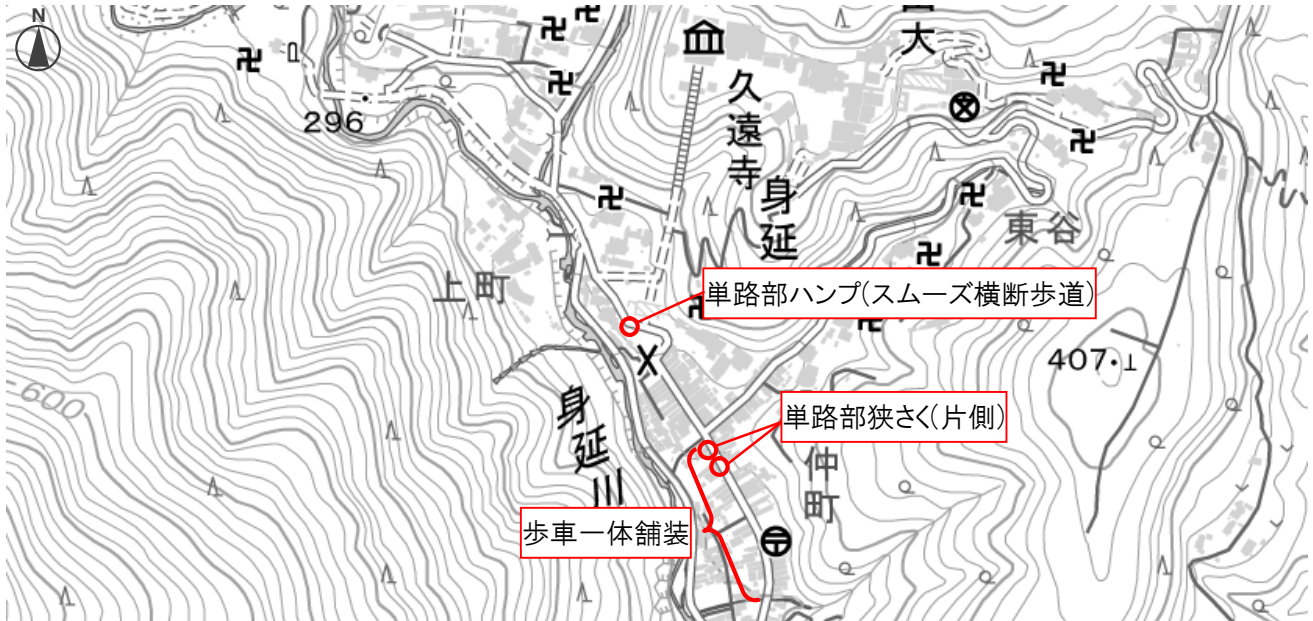 N
296
大
久遠寺
身延
東谷
上町
単路部ハンプ(スムーズ横断歩道)
407
単路部狭さく(片側)
600
身延川
仲町
歩車一体舗装